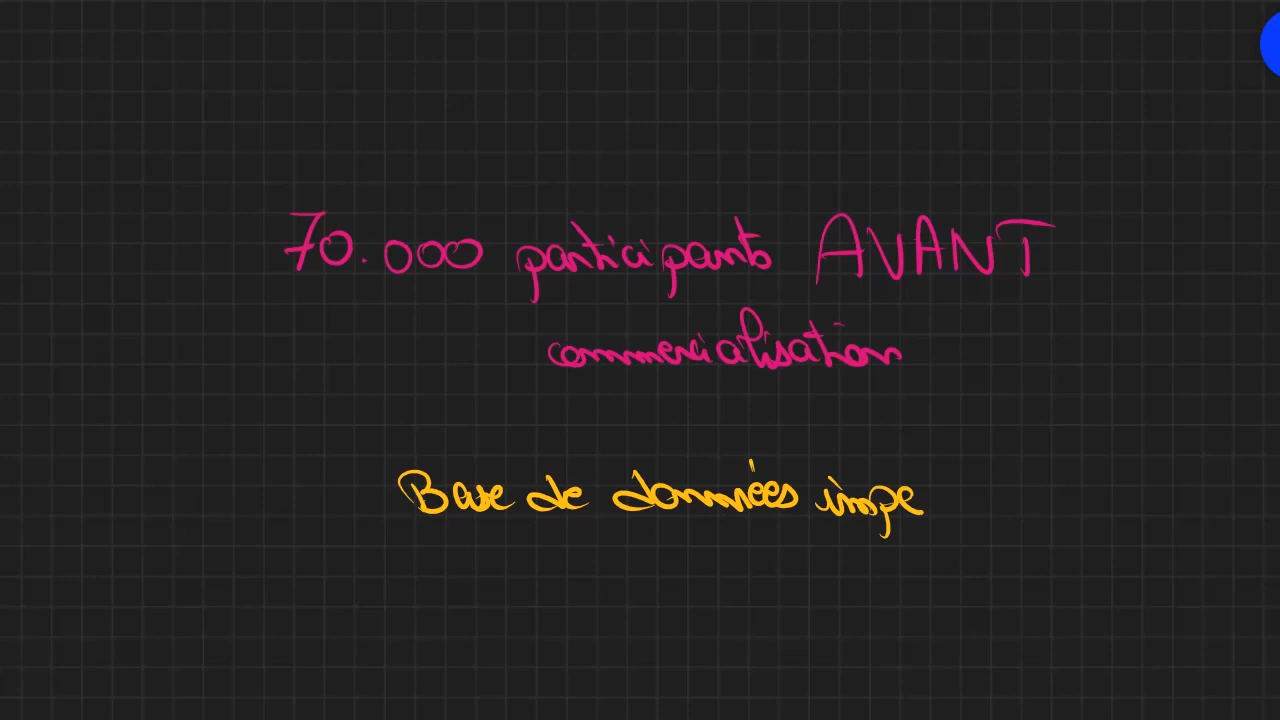 70.000 participants AVANT
commercialisation
Base de données impe